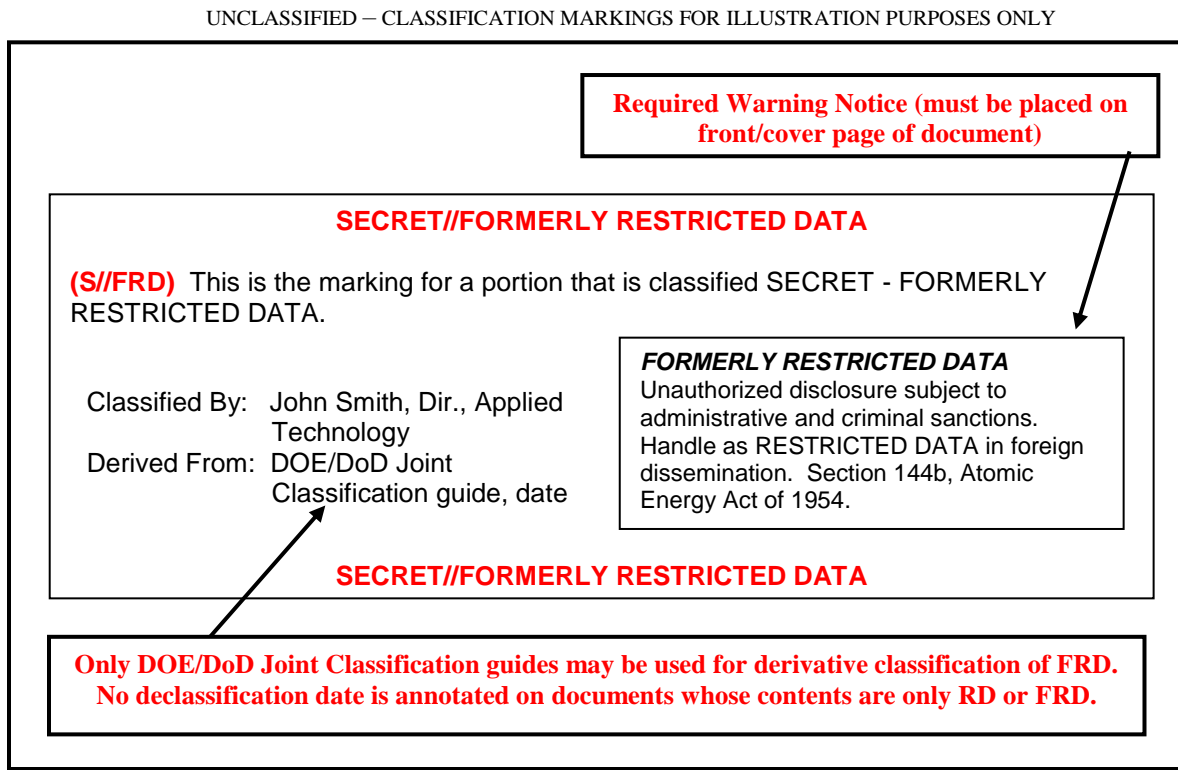 UNCLASSIFIED – CLASSIFICATION MARKINGS FOR ILLUSTRATION PURPOSES ONLY
Required Warning Notice (must be placed on
front/cover page of document)
SECRET//FORMERLY RESTRICTED DATA
(S//FRD) This is the marking for a portion that is classified SECRET - FORMERLY
RESTRICTED DATA.
Classified By: John Smith, Dir., Applied
Technology
Derived From: DOE/DoD Joint
Classification guide, date
FORMERLY RESTRICTED DATA
Unauthorized disclosure subject to
administrative and criminal sanctions.
Handle as RESTRICTED DATA in foreign
dissemination. Section 144b, Atomic
Energy Act of 1954.
SECRET//FORMERLY RESTRICTED DATA
Only DOE/DoD Joint Classification guides may be used for derivative classification of FRD.
No declassification date is annotated on documents whose contents are only RD or FRD.